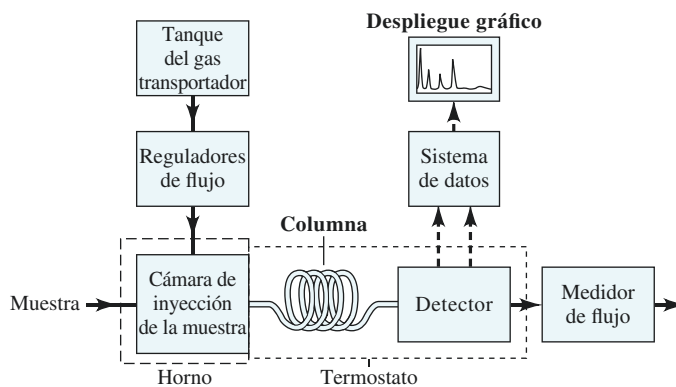 Despliegue gráfico
Tanque
del gas
transportador
Reguladores
de flujo
Sistema
de datos
Columna
Muestra
Cámara de
inyección
de la muestra
Detector
Medidor
de flujo
Horno
Termostato